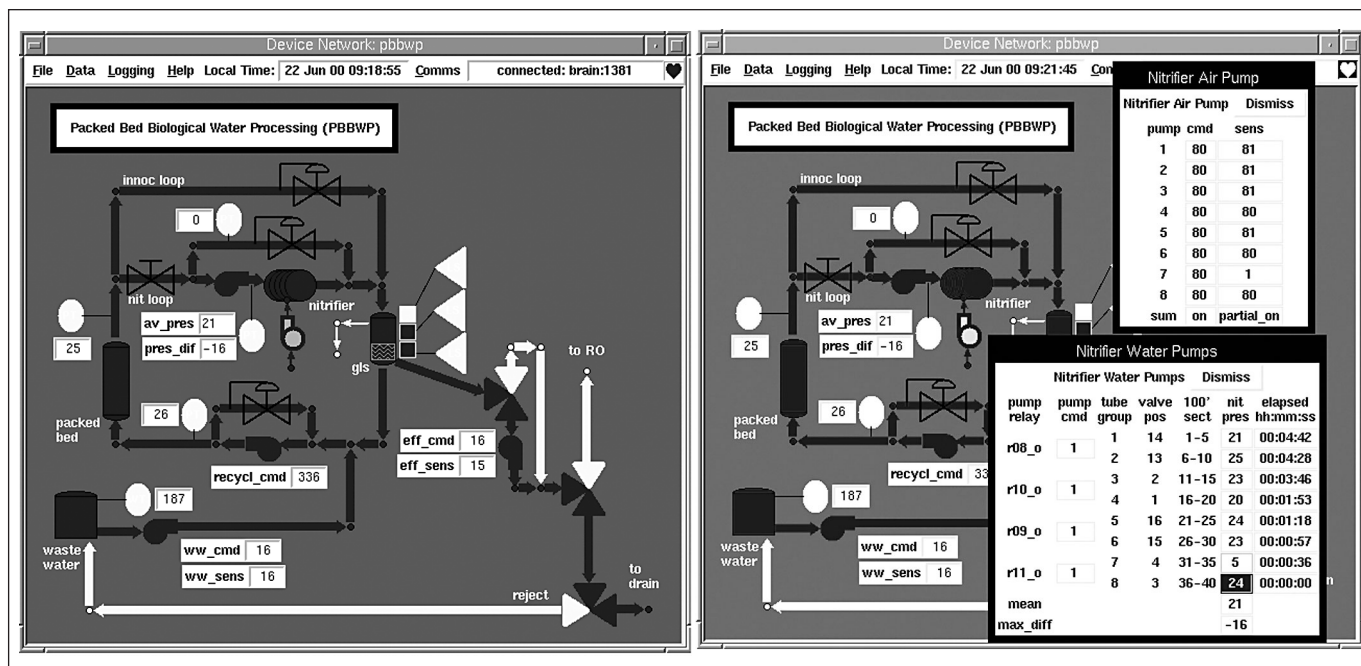 Device Network: pbbwp
File Data Logging Help Local Time: 22 Jun 00 09:18:55 Comms connected: brain:1381
Packed Bed Biological Water Processing (PBBWP)
innoc loop
0
nit loop
nitrifier
av_pres 21
pres_dif -16
25
gls
to RO
packed
bed
26
eff_cmd 16
eff_sens 15
recycl_cmd 336
187
waste
water
ww_cmd 16
ww_sens 16
to
drain
reject
Device Network: pbbwp
File Data Logging Help Local Time: 22 Jun 00 09:21:45
Packed Bed Biological Water Processing (PBBWP)
innoc loop
0
nit loop
nitrifier
av_pres 21
pres_dif -16
25
packed
bed
26
187
waste
water
ww_cmd 16
ww_sens 16
Nitrifier Air Pump
Nitrifier Air Pump Dismiss
pump cmd sens
1 80 81
2 80 81
3 80 81
4 80 80
5 80 81
6 80 80
7 80 1
8 80 80
sum on partial_on
Nitrifier Water Pumps
Nitrifier Water Pumps Dismiss
pump pump tube valve 100' nit elapsed
relay cmd group pos sect pres hh:mm:ss
r08_o 1 1 14 1-5 21 00:04:42
2 13 6-10 25 00:04:28
r10_o 1 3 2 11-15 23 00:03:46
4 1 16-20 20 00:01:53
r09_o 1 5 16 21-25 24 00:01:18
6 15 26-30 23 00:00:57
r11_o 1 7 4 31-35 5 00:00:36
8 3 36-40 24 00:00:00
mean 21
max_diff -16